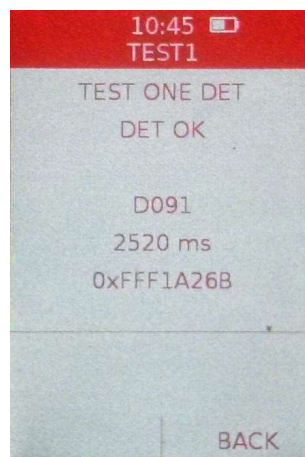 10:45
TEST1
TEST ONE DET
DET OK
D091
2520 ms
0xFFF1A26B
BACK